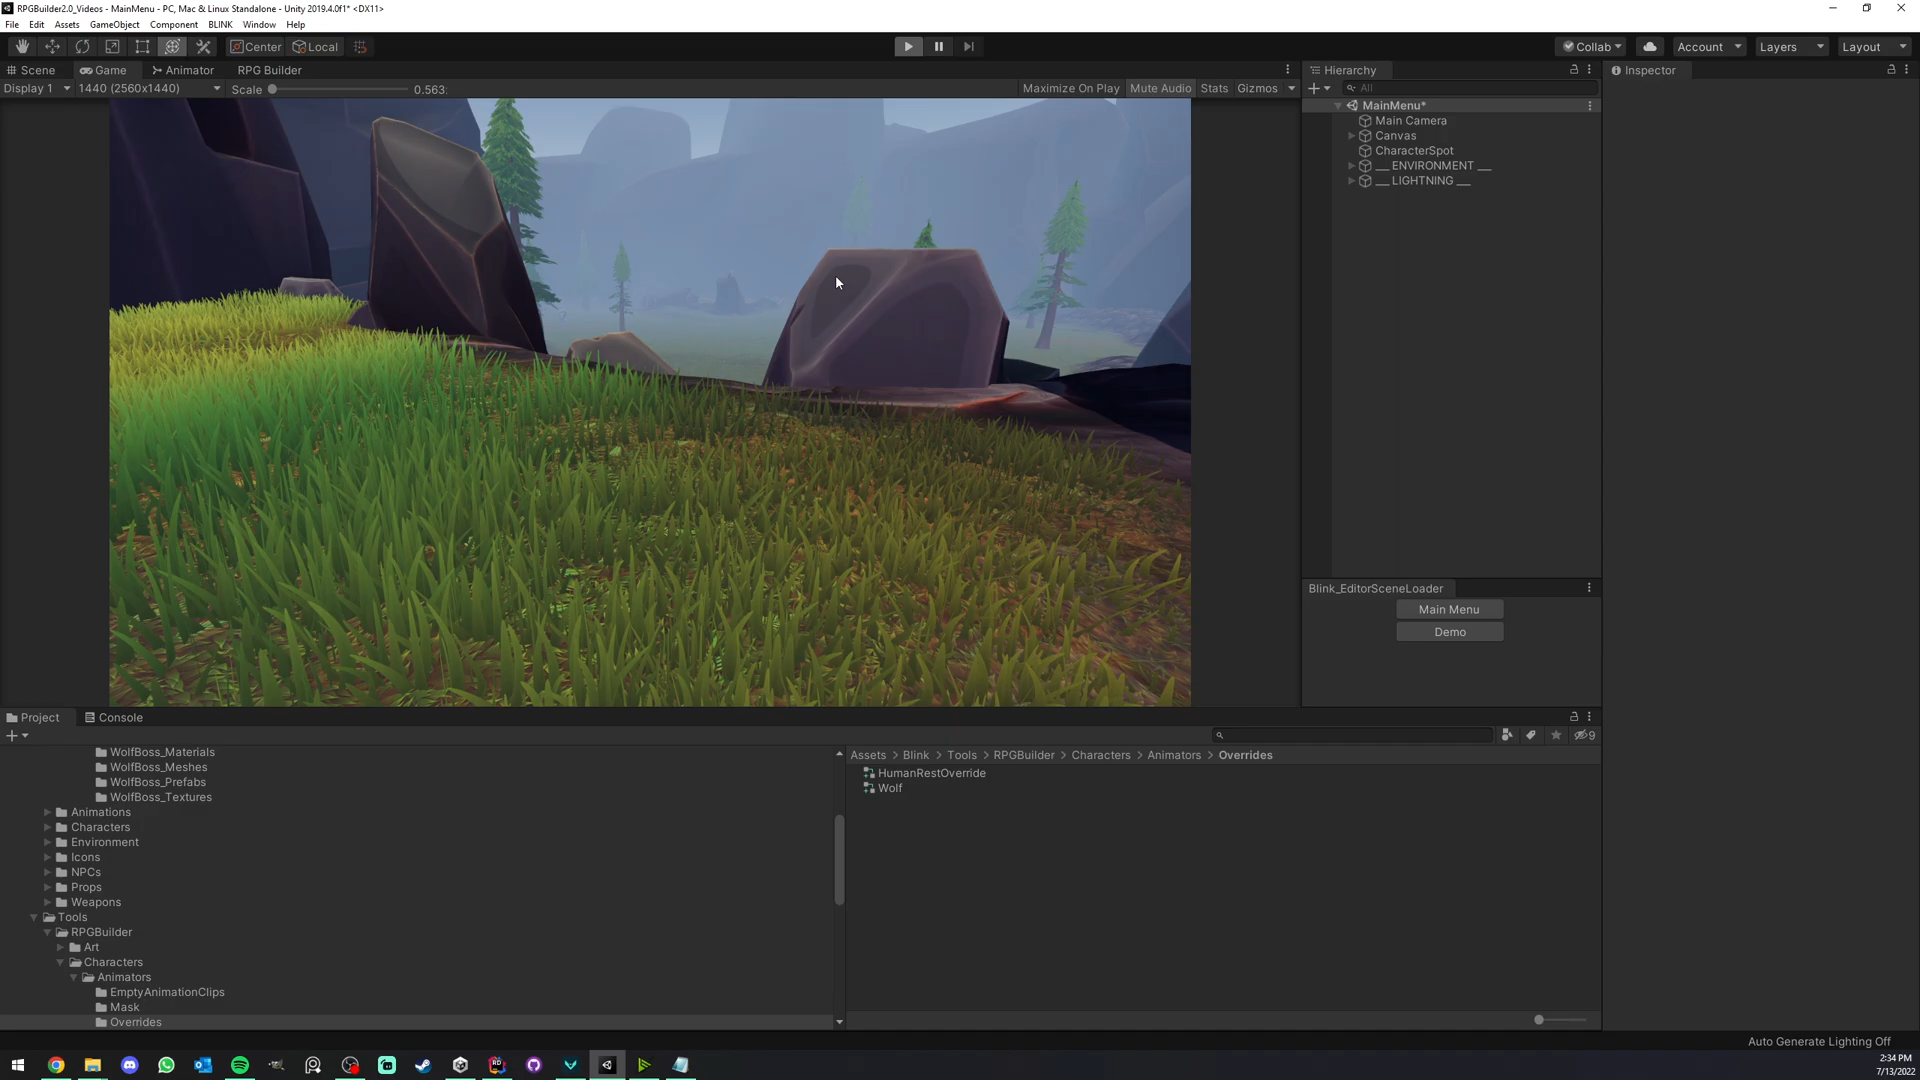 RPGBuilder2.0_Videos - MainMenu - PC, Mac & Linux Standalone - Unity 2019.4.0f1* <DX11>
File Edit Assets GameObject Component BLINK Window Help
Center Local Collab Account Layers Layout
Scene Game Animator RPG Builder
Display 1 1440 (2560x1440) Scale 0.563: Maximize On Play Mute Audio Stats Gizmos
Hierarchy
All
MainMenu*
Main Camera
Canvas
CharacterSpot
__ ENVIRONMENT __
__ LIGHTNING __
Inspector
Blink_EditorSceneLoader
Main Menu
Demo
Project Console
9
WolfBoss_Materials
WolfBoss_Meshes
WolfBoss_Prefabs
WolfBoss_Textures
Animations
Characters
Environment
Icons
NPCs
Props
Weapons
Tools
RPGBuilder
Art
Characters
Animators
EmptyAnimationClips
Mask
Overrides
Assets > Blink > Tools > RPGBuilder > Characters > Animators > Overrides
HumanRestOverride
Wolf
Auto Generate Lighting Off
2:34 PM
7/13/2022